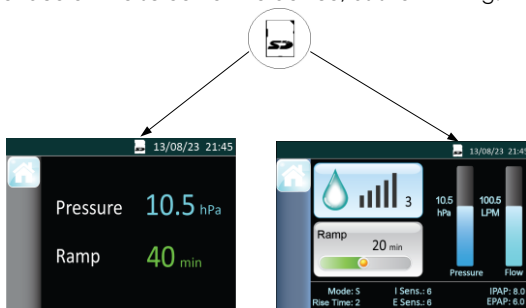 SD
13/08/23 21:45
Pressure 10.5 hPa
Ramp 40 min
13/08/23 21:45
3
10.5 hPa
100.5 LPM
Ramp
20 min
Pressure Flow
Mode: S I Sens.: 6 IPAP: 8.0
Rise Time: 2 E Sens.: 6 EPAP: 4.0